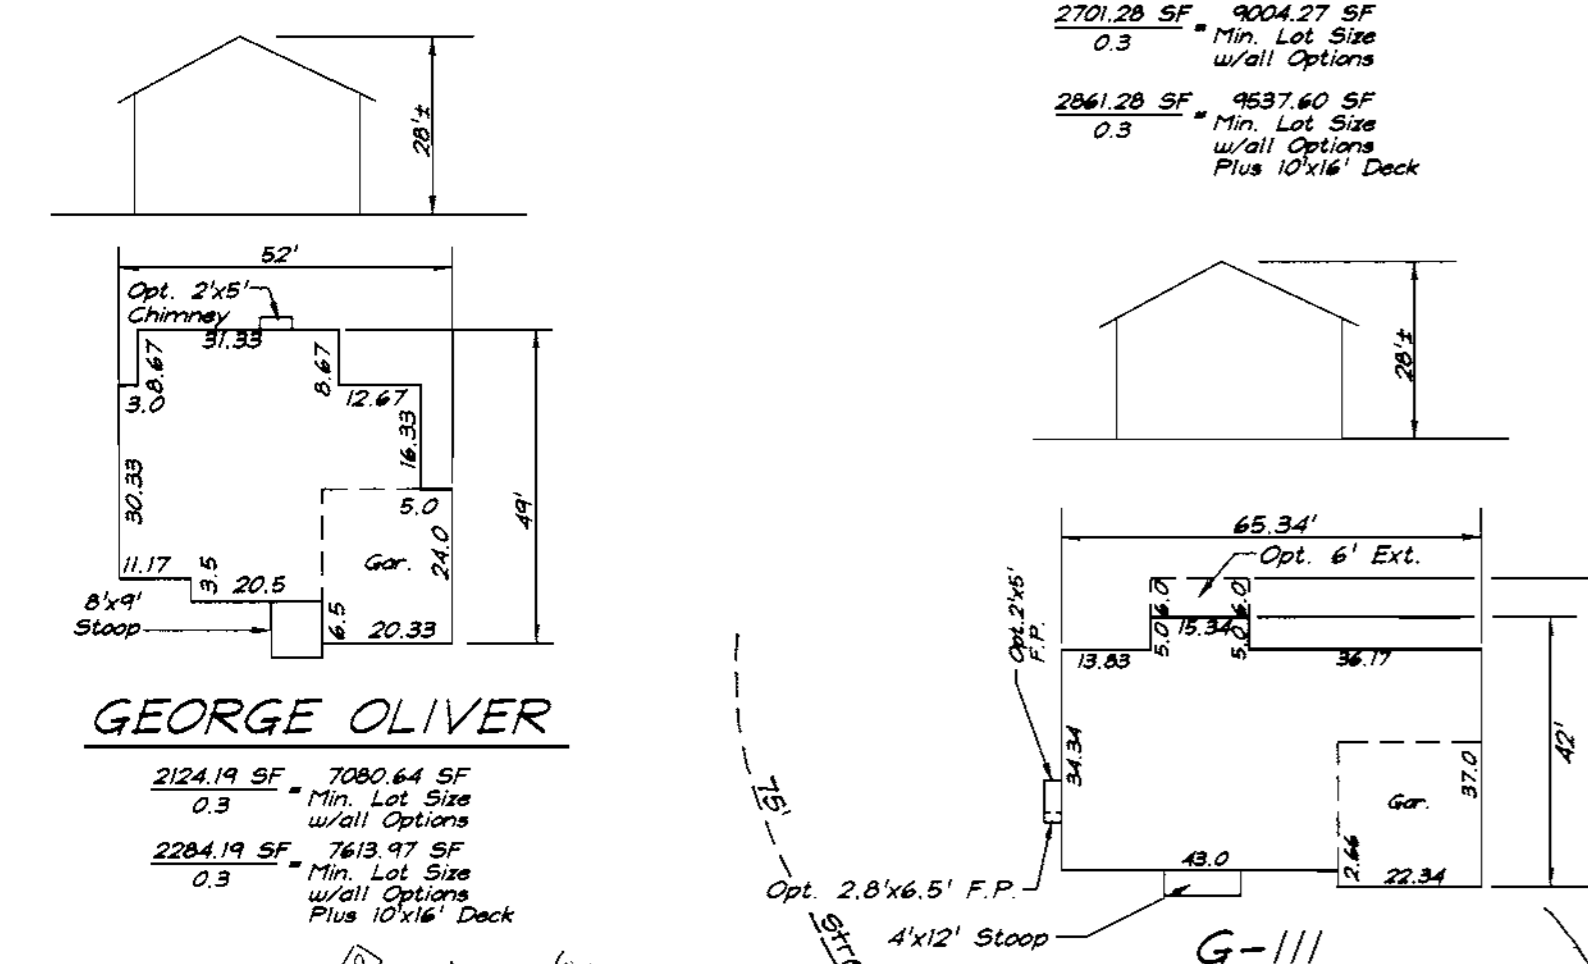 2701.28 SF = 9004.27 SF
0.3 Min. Lot Size
w/all Options
2861.28 SF = 9537.60 SF
0.3 Min. Lot Size
w/all Options
Plus 10'x16' Deck
28'±
52'
Opt. 2'x5'
Chimney
31.33
8.67
8.67
3.0
12.67
16.33
30.33
5.0
49'
Gar.
24.0
11.17
3.5
20.5
8'x9'
Stoop
6.5
20.33
GEORGE OLIVER
2124.19 SF = 7080.64 SF
0.3 Min. Lot Size
w/all Options
2284.19 SF = 7613.97 SF
0.3 Min. Lot Size
w/all Options
Plus 10'x16' Deck
28'±
65.34'
Opt. 6' Ext.
6.0
6.0
Opt. 2'x5'
F.P.
15.34
5.0
5.0
13.83
36.17
34.34
42'
37.0
Gar.
75'
43.0
2.66
22.34
Opt. 2.8'x6.5' F.P.
4'x12' Stoop
G-111